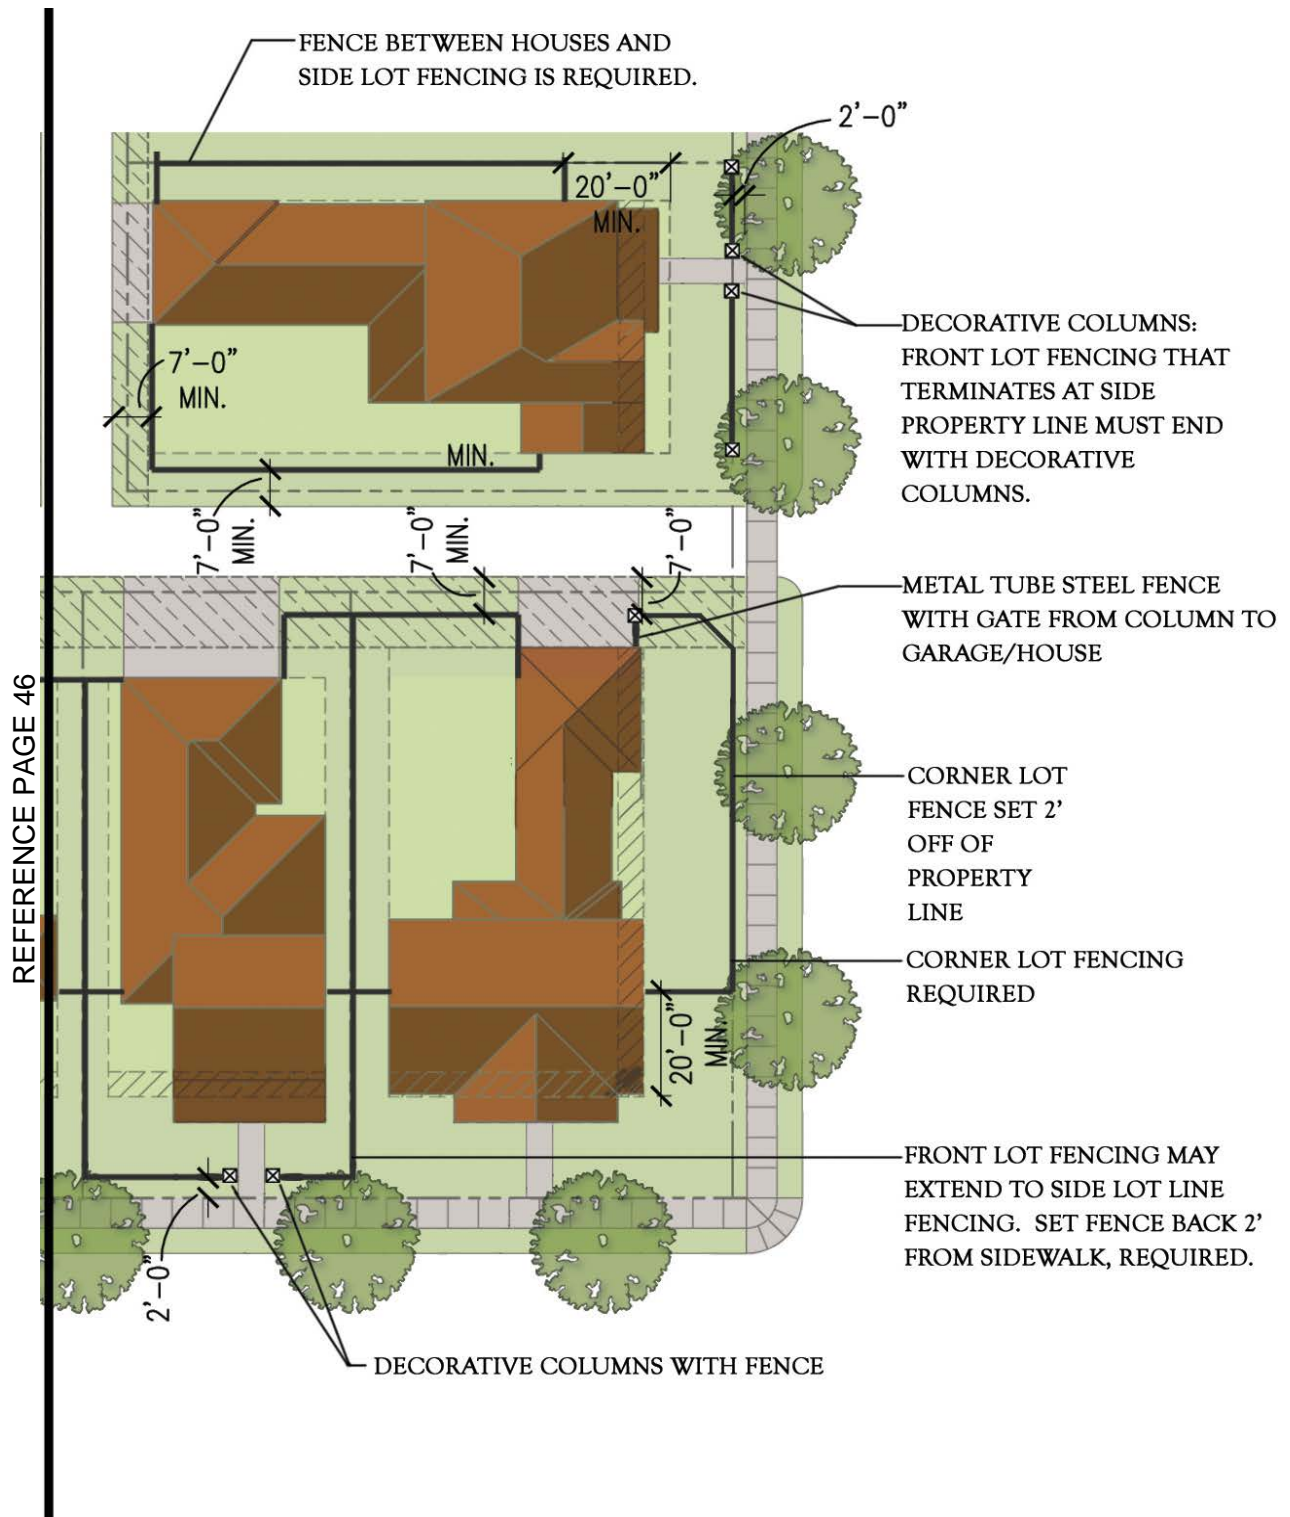 FENCE BETWEEN HOUSES AND
SIDE LOT FENCING IS REQUIRED.
2'-0"
20'-0"
MIN.
DECORATIVE COLUMNS:
FRONT LOT FENCING THAT
TERMINATES AT SIDE
PROPERTY LINE MUST END
WITH DECORATIVE
COLUMNS.
7'-0"
MIN.
MIN.
7'-0"
MIN.
7'-0"
MIN.
7'-0"
METAL TUBE STEEL FENCE
WITH GATE FROM COLUMN TO
GARAGE/HOUSE
REFERENCE PAGE 46
CORNER LOT
FENCE SET 2'
OFF OF
PROPERTY
LINE
CORNER LOT FENCING
REQUIRED
20'-0"
MIN.
FRONT LOT FENCING MAY
EXTEND TO SIDE LOT LINE
FENCING. SET FENCE BACK 2'
FROM SIDEWALK, REQUIRED.
2'-0"
DECORATIVE COLUMNS WITH FENCE